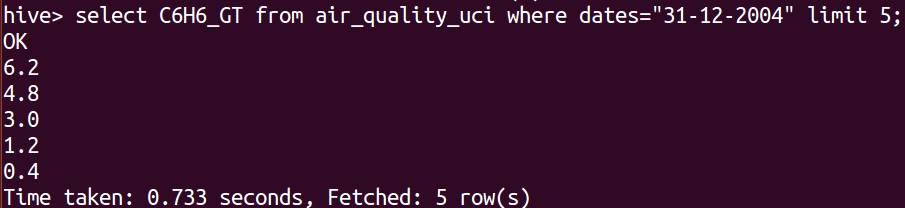 hive> select C6H6_GT from air_quality_uci where dates="31-12-2004" limit 5;
OK
6.2
4.8
3.0
1.2
0.4
Time taken: 0.733 seconds, Fetched: 5 row(s)